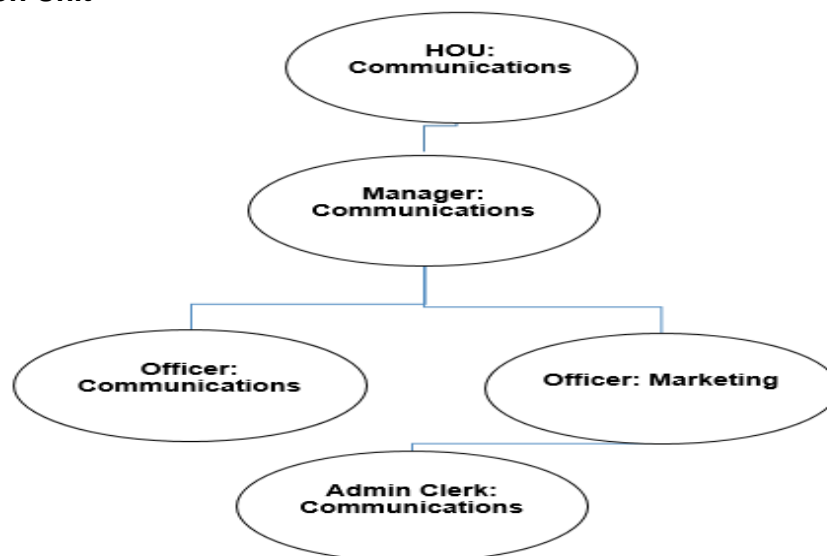 HOU:
Communications
Manager:
Communications
Officer:
Communications
Officer: Marketing
Admin Clerk:
Communications